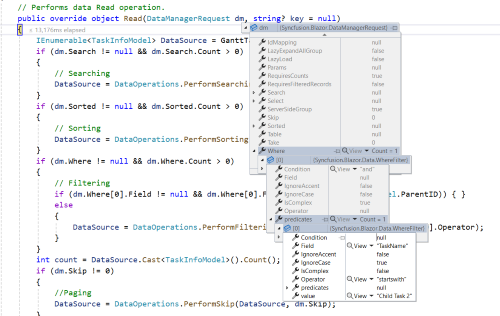 // Performs data Read operation.
public override object Read(DataManagerRequest dm, string? key = null)
{ ≤ 13,176ms elapsed
IEnumerable<TaskInfoModel> DataSource = GanttT
if (dm.Search != null && dm.Search.Count > 0)
{
// Searching
DataSource = DataOperations.PerformSearchin
}
if (dm.Sorted != null && dm.Sorted.Count > 0)
{
// Sorting
DataSource = DataOperations.PerformSorting
}
if (dm.Where != null && dm.Where.Count > 0)
{
// Filtering
if (dm.Where[0].Field != null && dm.Where[0].F
el.ParentID)) { }
else
{
DataSource = DataOperations.PerformFilteri
].Operator);
}
}
int count = DataSource.Cast<TaskInfoModel>().Count();
if (dm.Skip != 0)
{
//Paging
DataSource = DataOperations.PerformSkip(DataSource, dm.Skip);
}
dm {Syncfusion.Blazor.DataManagerRequest}
IdMapping null
LazyExpandAllGroup false
LazyLoad false
Params null
RequiresCounts true
RequiresFilteredRecords false
Search null
Select null
ServerSideGroup true
Skip 0
Sorted null
Table null
Take 0
Where View Count = 1
[0] {Syncfusion.Blazor.Data.WhereFilter}
Condition View "and"
Field null
IgnoreAccent false
IgnoreCase false
IsComplex true
Operator null
predicates View Count = 1
[0] {Syncfusion.Blazor.Data.WhereFilter}
Condition null
Field View "TaskName"
IgnoreAccent false
IgnoreCase true
IsComplex false
Operator View "startswith"
predicates null
value View "Child Task 2"